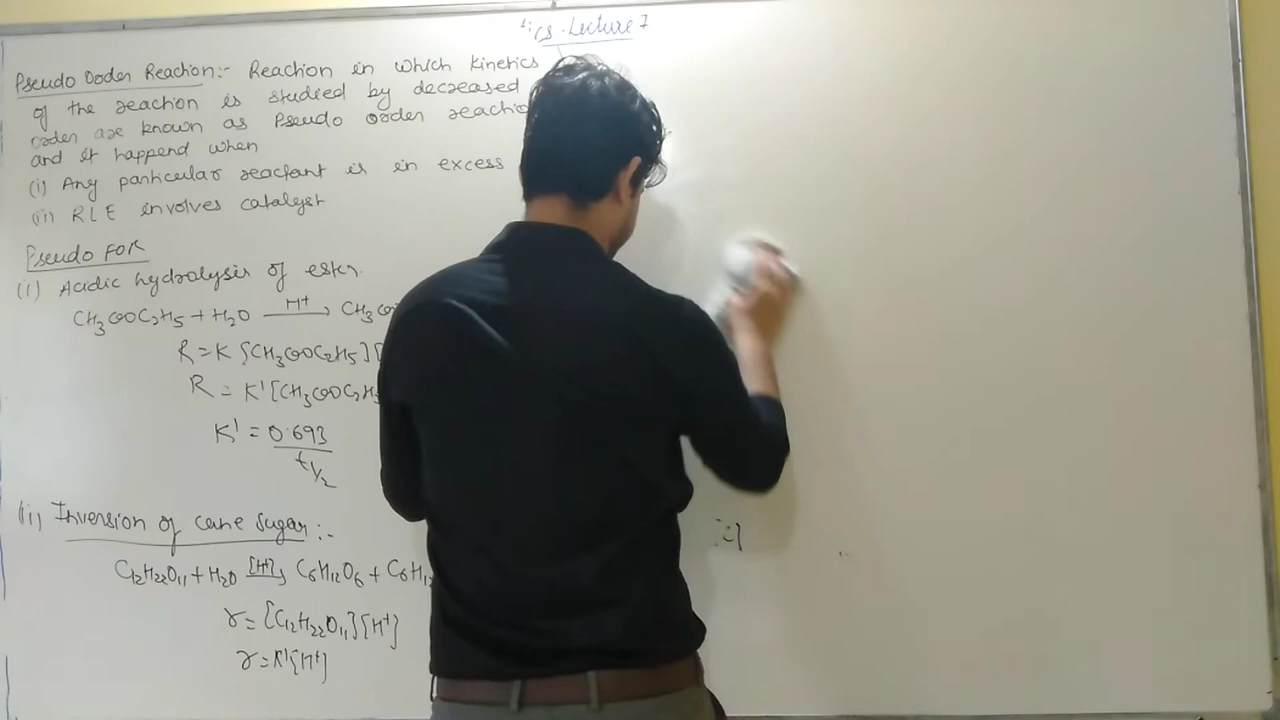 cs. Lecture 7
Pseudo Order Reaction:- Reaction in which kinetics
of the reaction is studied by decreased
order are known as Pseudo order reactio
and it happend when
(i) Any particular reactant is in excess
(ii) RLE involves catalyst
Pseudo FOR
(i) Acidic hydrolysis of ester.
CH3COOC2H5 + H2O H+→ CH3CO
R = K [CH3COOC2H5][
R = K'[CH3COOC2H5
K' = 0.693
t1/2
(ii) Inversion of cane sugar:-
C12H22O11 + H2O [H+]→ C6H12O6 + C6H12
r = [C12H22O11][H+]
r = K'[H+]